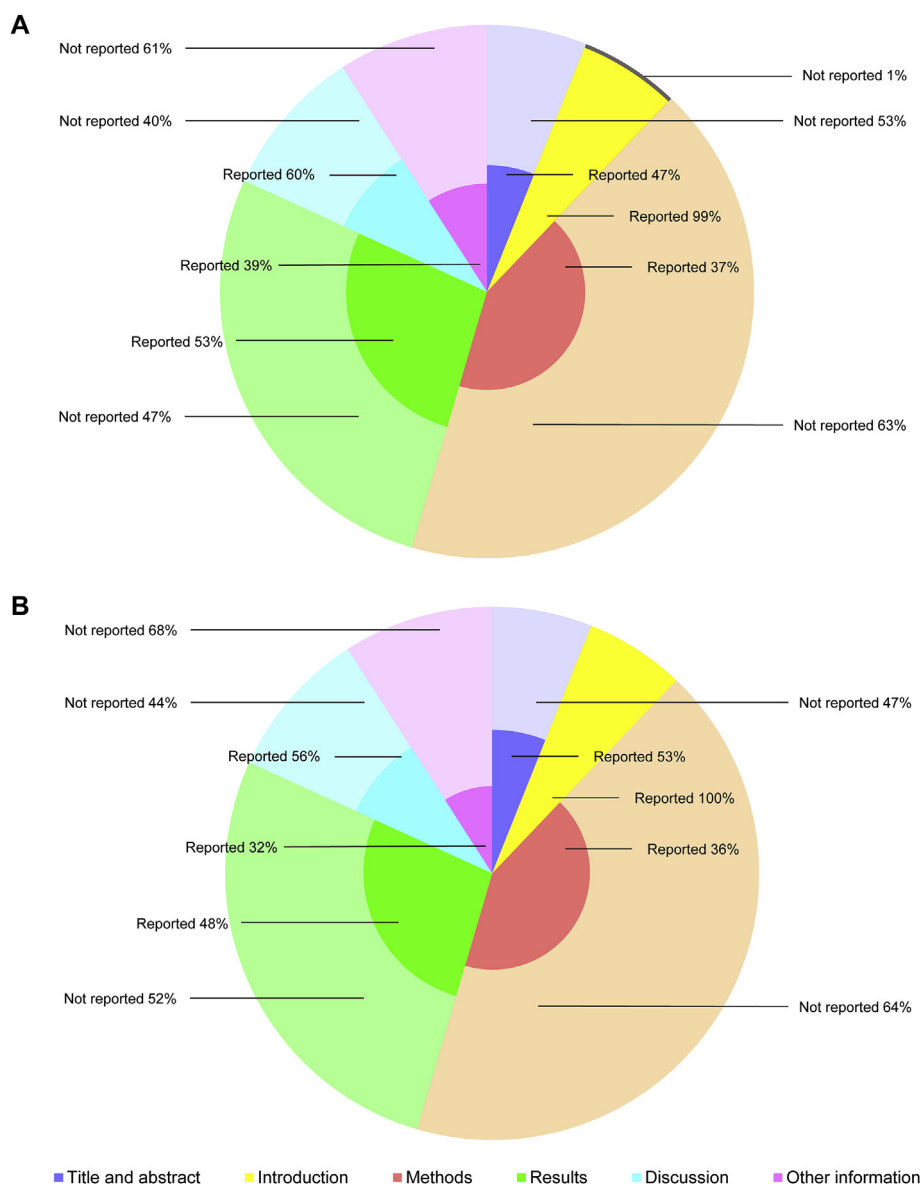 A
Not reported 61%
Not reported 1%
Not reported 40%
Not reported 53%
Reported 60%
Reported 47%
Reported 99%
Reported 39%
Reported 37%
Reported 53%
Not reported 47%
Not reported 63%
B
Not reported 68%
Not reported 44%
Not reported 47%
Reported 56%
Reported 53%
Reported 100%
Reported 32%
Reported 36%
Reported 48%
Not reported 52%
Not reported 64%
Title and abstract Introduction Methods Results Discussion Other information